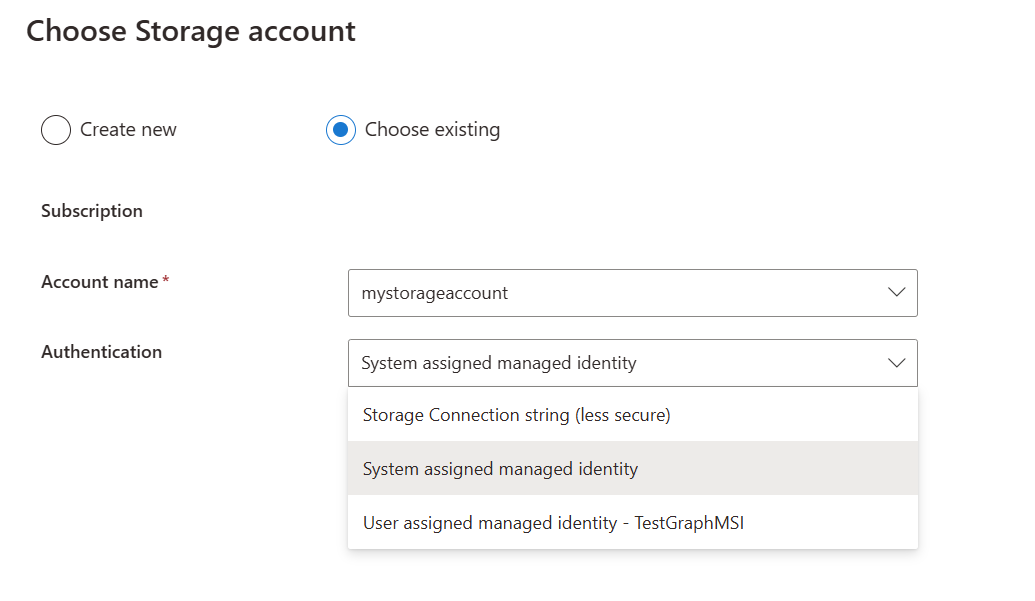 Choose Storage account
Create new
Choose existing
Subscription
Account name*
mystorageaccount
Authentication
System assigned managed identity
Storage Connection string (less secure)
System assigned managed identity
User assigned managed identity - TestGraphMSI